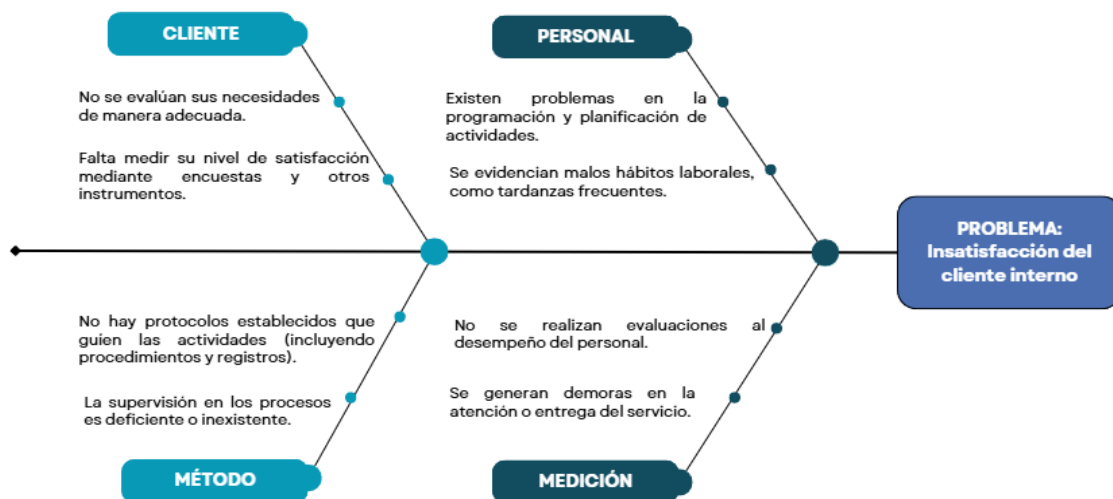 CLIENTE
No se evalúan sus necesidades
de manera adecuada.
Falta medir su nivel de satisfacción
mediante encuestas y otros
instrumentos.
PERSONAL
Existen problemas en la
programación y planificación de
actividades.
Se evidencian malos hábitos laborales,
como tardanzas frecuentes.
PROBLEMA:
Insatisfacción del
cliente interno
No hay protocolos establecidos que
guíen las actividades (incluyendo
procedimientos y registros).
La supervisión en los procesos
es deficiente o inexistente.
MÉTODO
No se realizan evaluaciones al
desempeño del personal.
Se generan demoras en la
atención o entrega del servicio.
MEDICIÓN